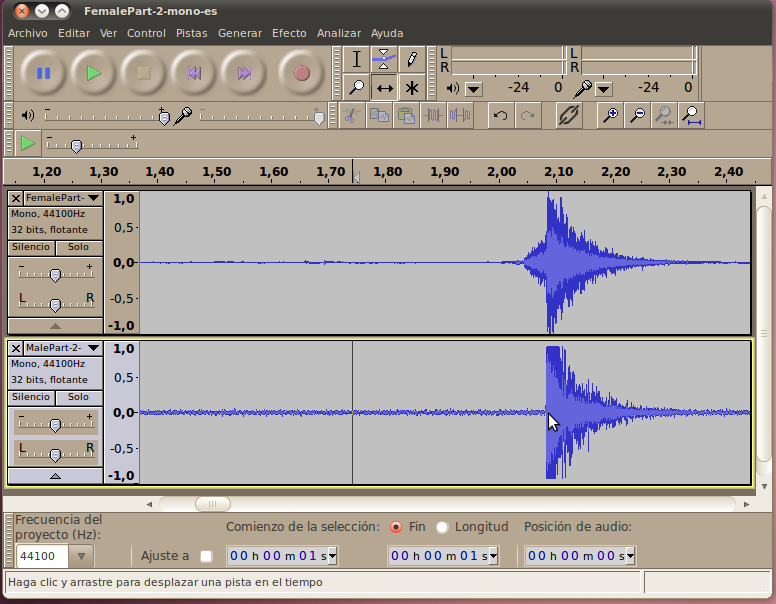 FemalePart-2-mono-es
Archivo Editar Ver Control Pistas Generar Efecto Analizar Ayuda
L
R
-24 0
L
R
-24 0
- +
- +
- +
1,20 1,30 1,40 1,50 1,60 1,70 1,80 1,90 2,00 2,10 2,20 2,30 2,40
FemalePart-
Mono, 44100Hz
32 bits, flotante
Silencio Solo
- +
L R
1,0
0,5
0,0
-0,5
-1,0
MalePart-2-
Mono, 44100Hz
32 bits, flotante
Silencio Solo
- +
L R
1,0
0,5
0,0
-0,5
-1,0
Frecuencia del
proyecto (Hz):
44100
Ajuste a
Comienzo de la selección: Fin Longitud Posición de audio:
00 h 00 m 01 s 00 h 00 m 01 s 00 h 00 m 00 s
Haga clic y arrastre para desplazar una pista en el tiempo